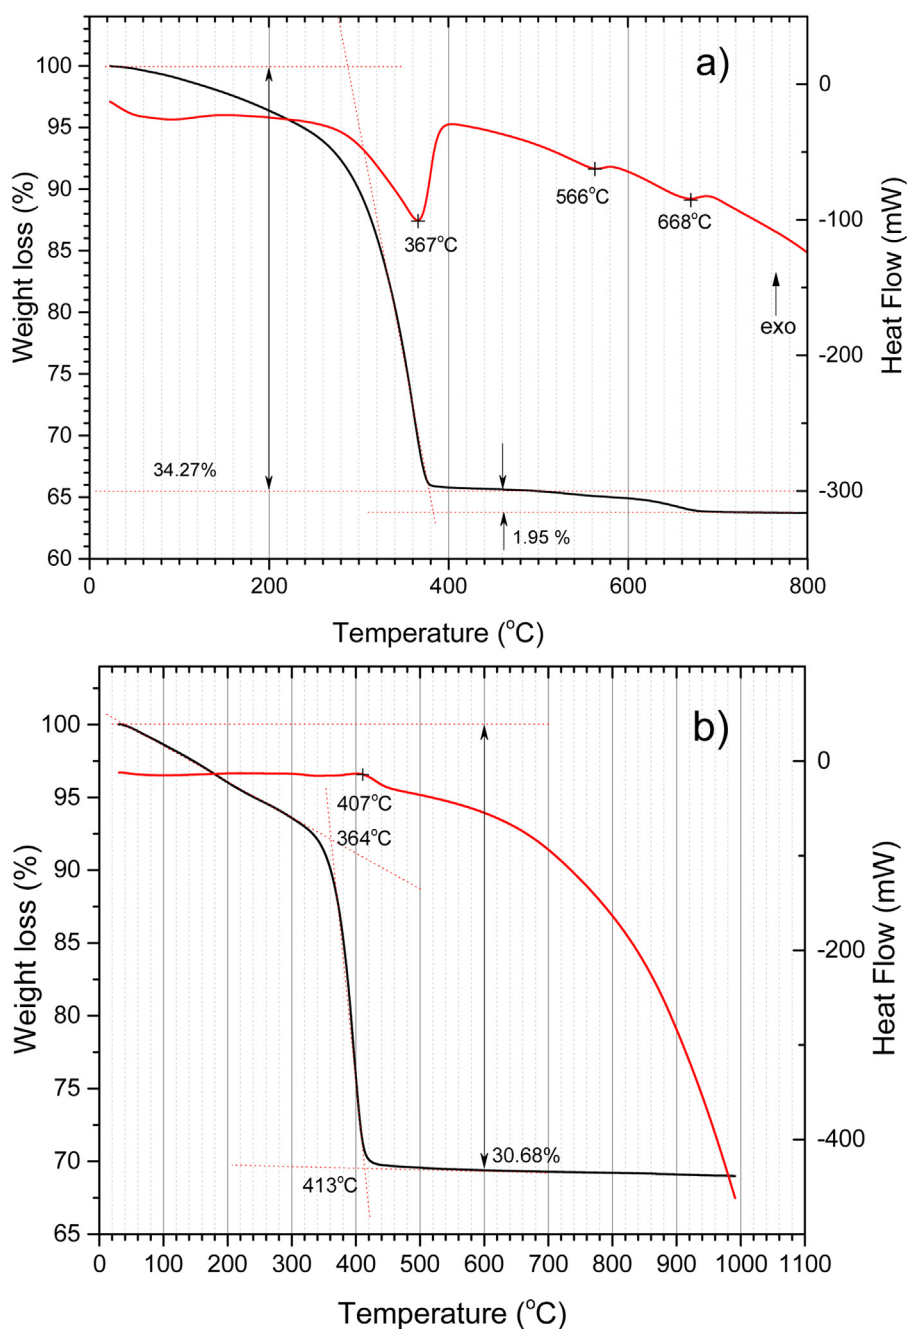 a)
100
95
90
85
80
75
70
65
60
0
-100
-200
-300
Weight loss (%)
Heat Flow (mW)
367°C
566°C
668°C
exo
34.27%
1.95 %
0 200 400 600 800
Temperature (°C)
b)
100
95
90
85
80
75
70
65
0
-200
-400
Weight loss (%)
Heat Flow (mW)
407°C
364°C
30.68%
413°C
0 100 200 300 400 500 600 700 800 900 1000 1100
Temperature (°C)